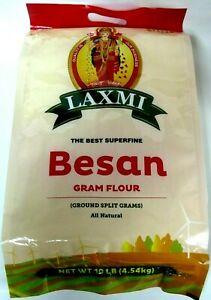 LAXMI
THE BEST SUPERFINE
Besan
GRAM FLOUR
(GROUND SPLIT GRAMS)
All Natural
NET WT 10 LB (4.54kg)